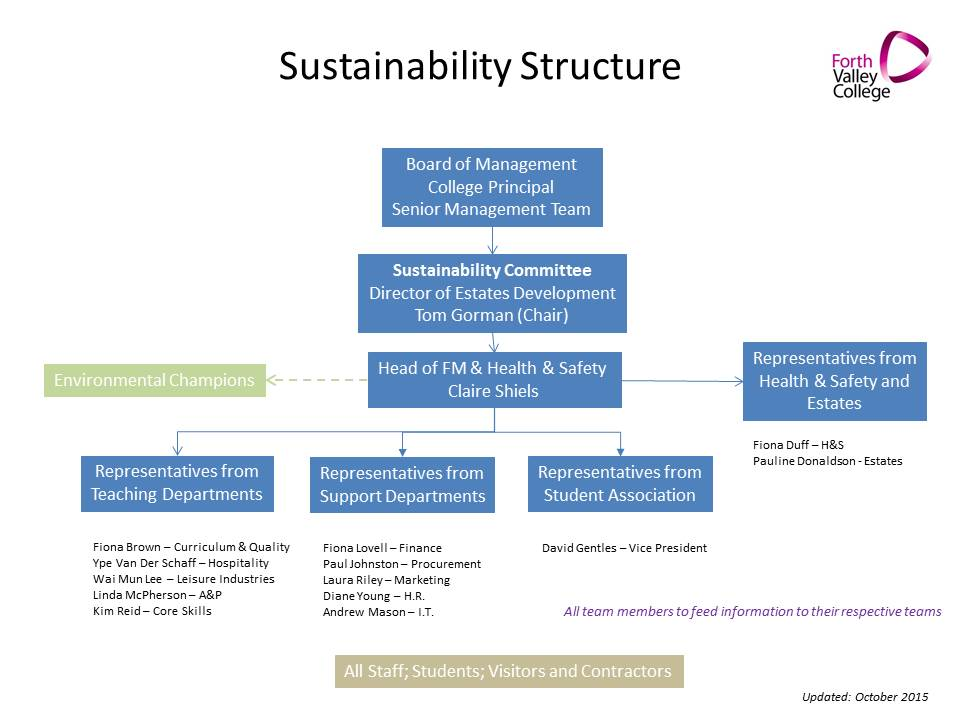 Sustainability Structure
Forth
Valley
College
Board of Management
College Principal
Senior Management Team
Sustainability Committee
Director of Estates Development
Tom Gorman (Chair)
Environmental Champions
Head of FM & Health & Safety
Claire Shiels
Representatives from
Health & Safety and
Estates
Fiona Duff – H&S
Pauline Donaldson - Estates
Representatives from
Teaching Departments
Representatives from
Support Departments
Representatives from
Student Association
Fiona Brown – Curriculum & Quality
Ype Van Der Schaff – Hospitality
Wai Mun Lee – Leisure Industries
Linda McPherson – A&P
Kim Reid – Core Skills
Fiona Lovell – Finance
Paul Johnston – Procurement
Laura Riley – Marketing
Diane Young – H.R.
Andrew Mason – I.T.
David Gentles – Vice President
All team members to feed information to their respective teams
All Staff; Students; Visitors and Contractors
Updated: October 2015